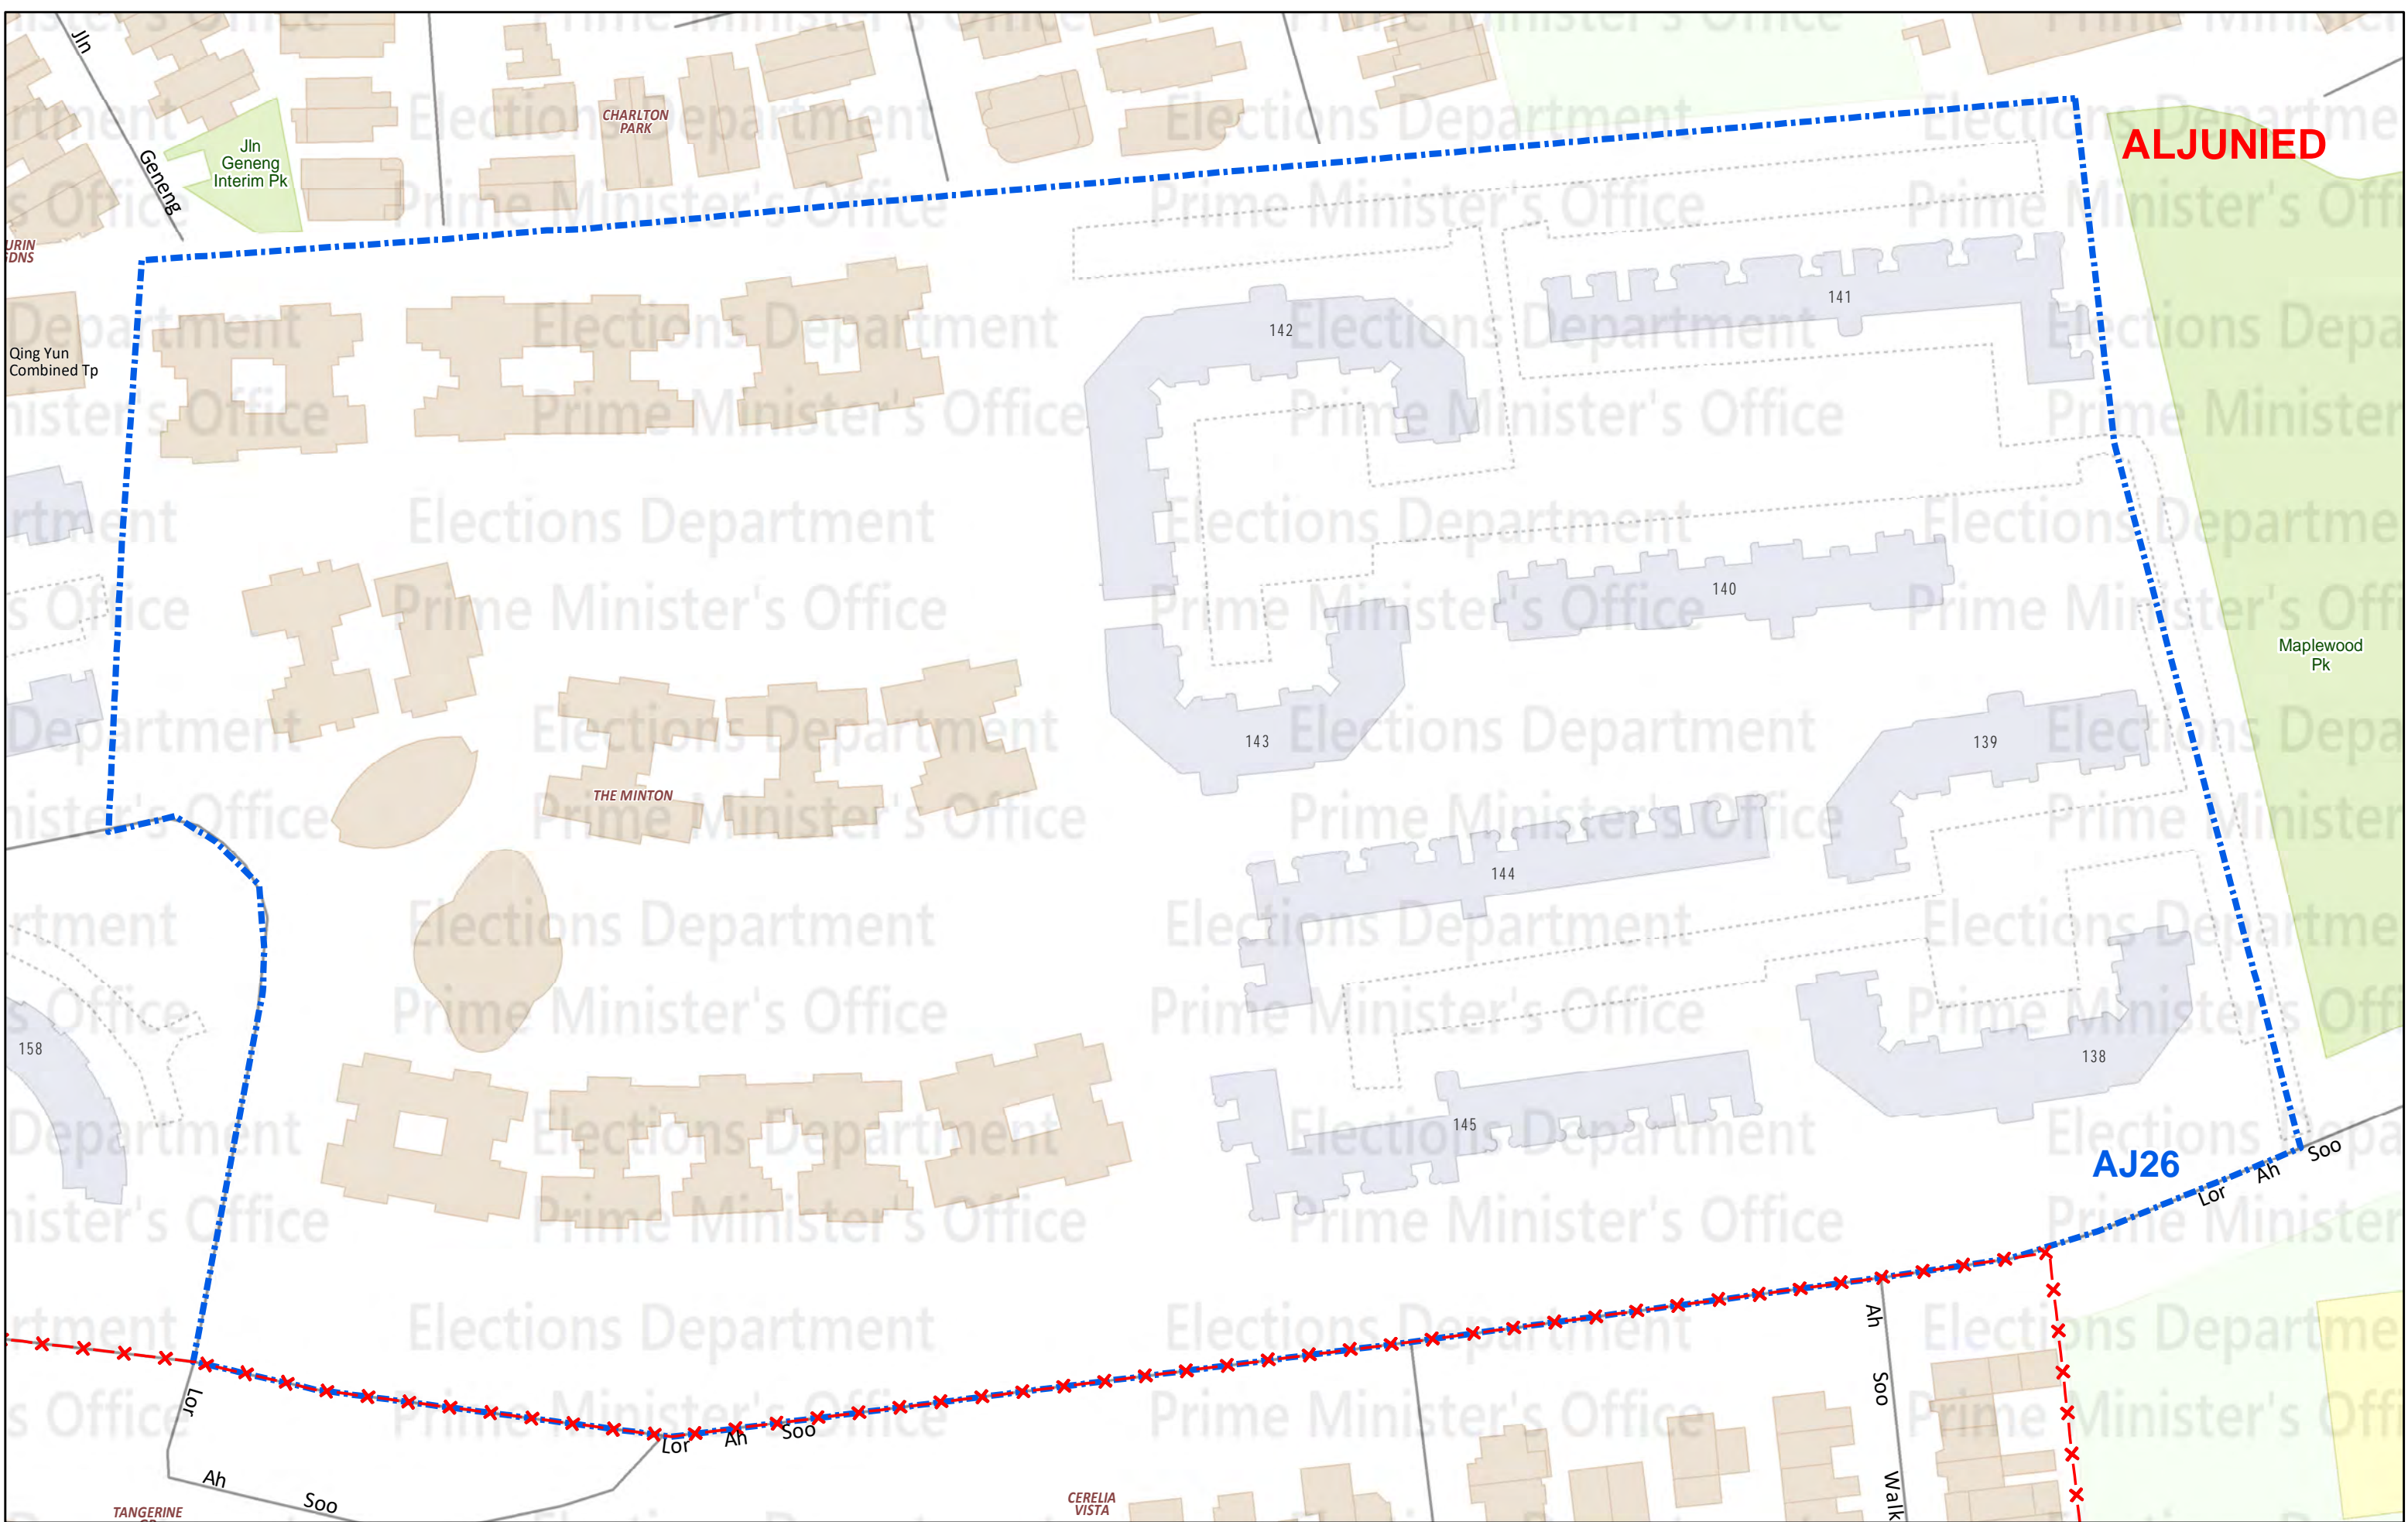 Jln
Geneng
Jln
Geneng
Interim Pk
CHARLTON
PARK
ALJUNIED
Qing Yun
Combined Tp
142
141
140
Maplewood
Pk
143
139
THE MINTON
144
158
138
145
AJ26
Lor Ah Soo
Lor
Ah
Soo
Lor Ah Soo
Ah
Soo
Walk
CERELIA
VISTA
TANGERINE
Elections Department
Prime Minister's Office